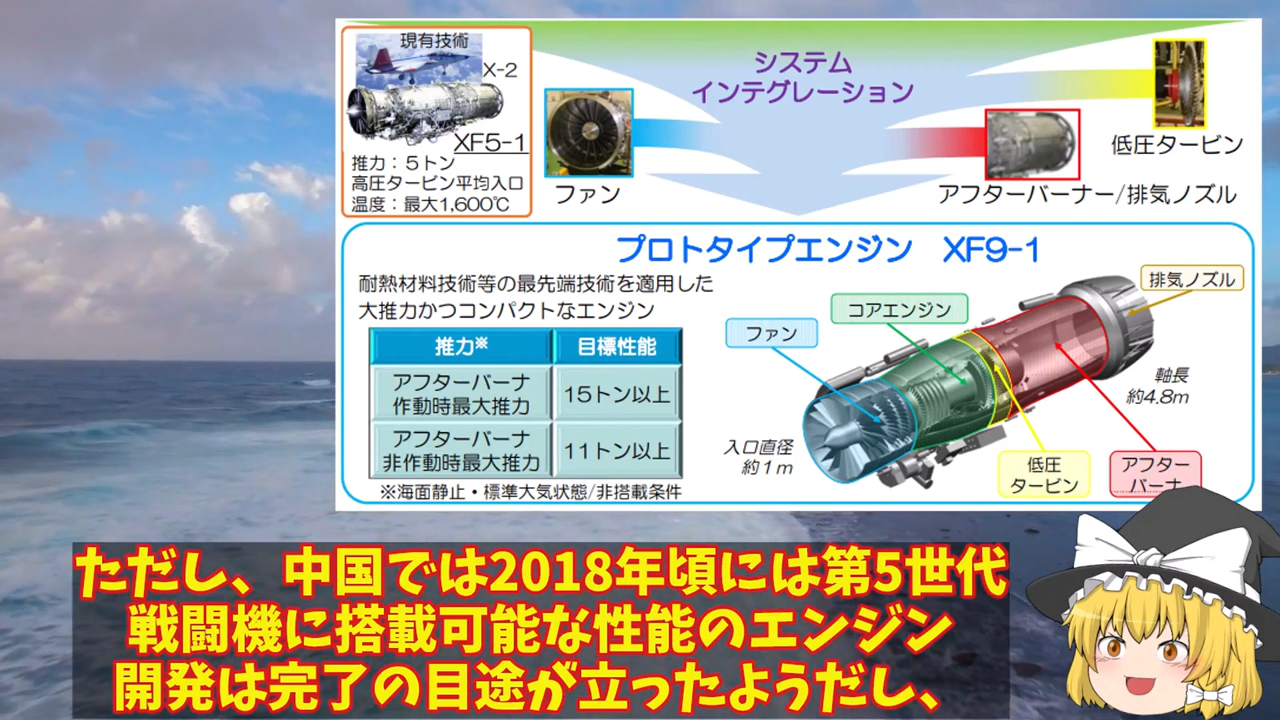 現有技術
X-2
XF5-1
推力：５トン
高圧タービン平均入口
温度：最大1,600℃
システム
インテグレーション
ファン
低圧タービン
アフターバーナー/排気ノズル
プロトタイプエンジン　XF9-1
耐熱材料技術等の最先端技術を適用した
大推力かつコンパクトなエンジン
推力※
目標性能
アフターバーナ
作動時最大推力
15トン以上
アフターバーナ
非作動時最大推力
11トン以上
※海面静止・標準大気状態/非搭載条件
ファン
コアエンジン
排気ノズル
軸長
約4.8m
入口直径
約１ｍ
低圧
タービン
アフター
バーナ
ただし、中国では2018年頃には第5世代
戦闘機に搭載可能な性能のエンジン
開発は完了の目途が立ったようだし、